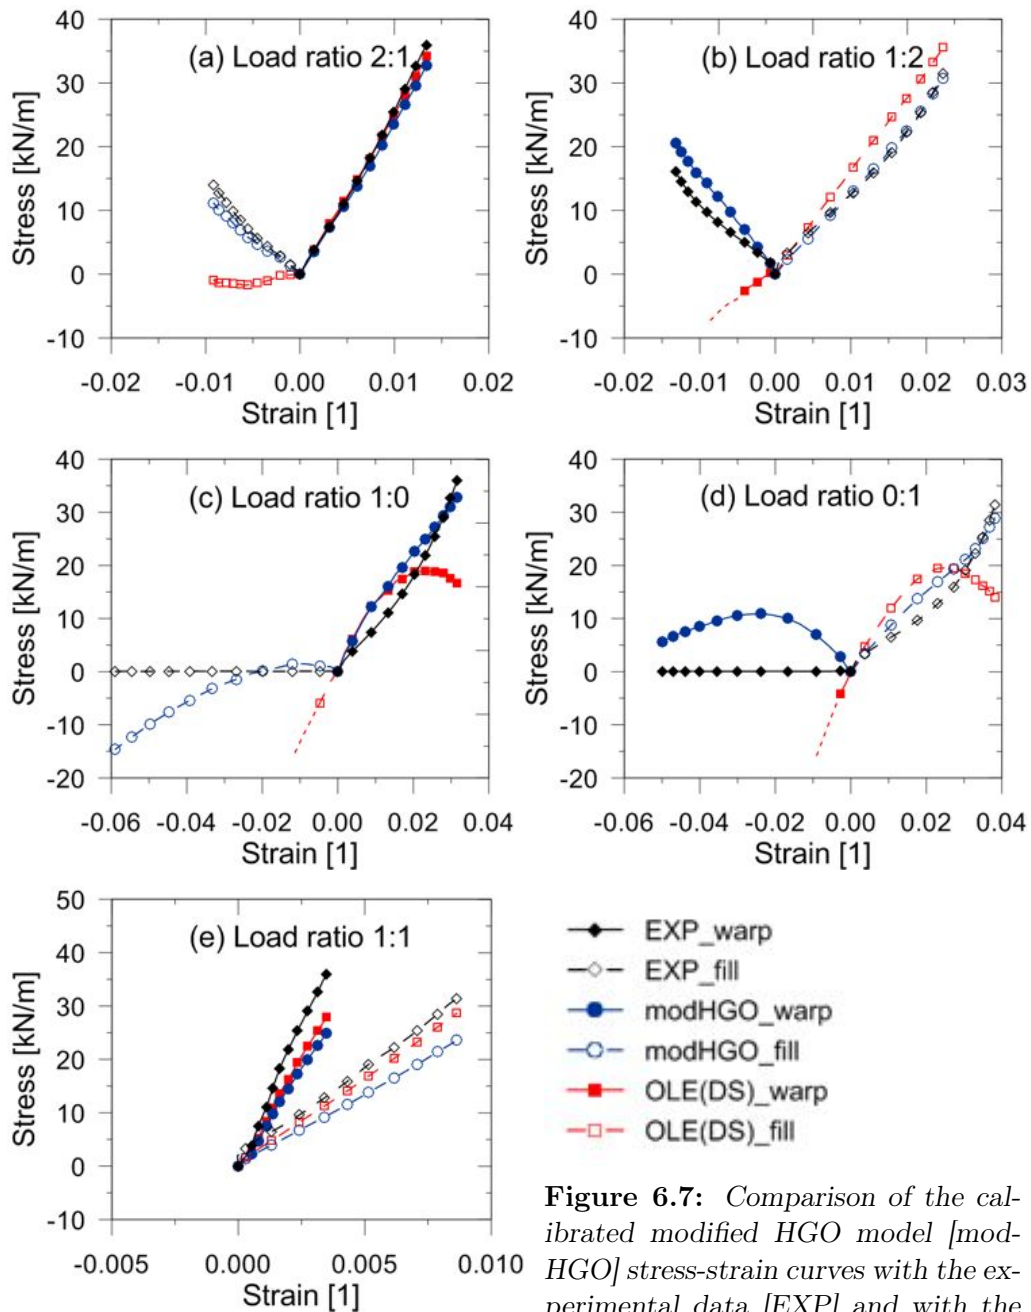 40
30
20
10
0
-10
Stress [kN/m]
(a) Load ratio 2:1
-0.02 -0.01 0.00 0.01 0.02
Strain [1]
40
30
20
10
0
-10
Stress [kN/m]
(b) Load ratio 1:2
-0.02 -0.01 0.00 0.01 0.02 0.03
Strain [1]
40
30
20
10
0
-10
-20
Stress [kN/m]
(c) Load ratio 1:0
-0.06 -0.04 -0.02 0.00 0.02 0.04
Strain [1]
40
30
20
10
0
-10
-20
Stress [kN/m]
(d) Load ratio 0:1
-0.06 -0.04 -0.02 0.00 0.02 0.04
Strain [1]
50
40
30
20
10
0
-10
Stress [kN/m]
(e) Load ratio 1:1
-0.005 0.000 0.005 0.010
Strain [1]
EXP_warp
EXP_fill
modHGO_warp
modHGO_fill
OLE(DS)_warp
OLE(DS)_fill
Figure 6.7: Comparison of the cal-
ibrated modified HGO model [mod-
HGO] stress-strain curves with the ex-
perimental data [EXP] and with the